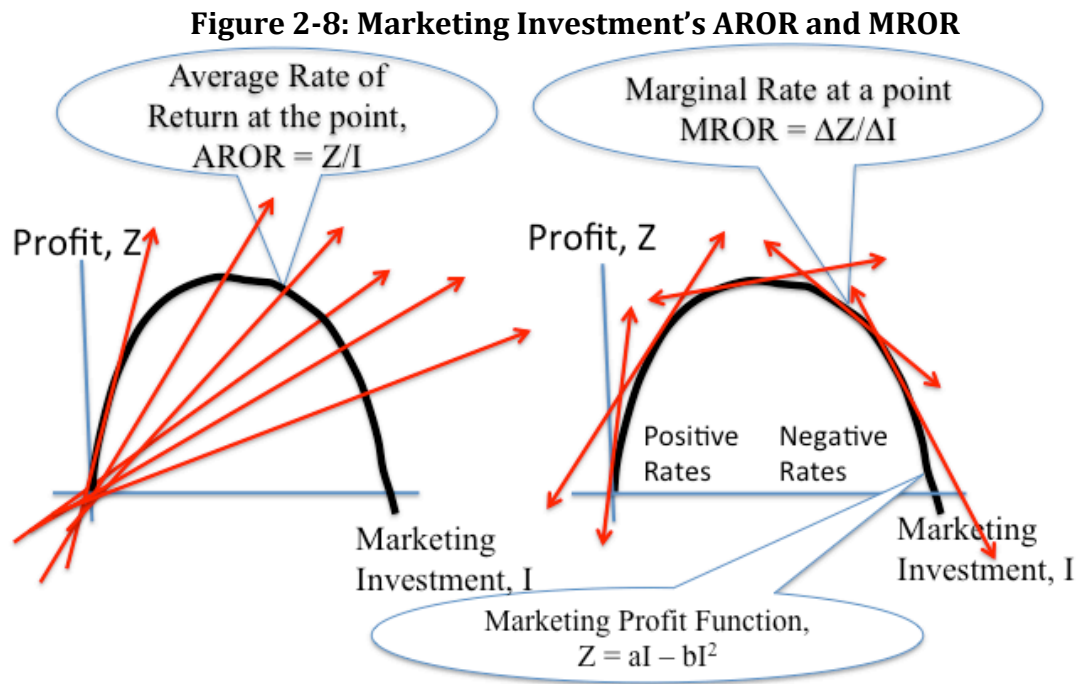 Figure 2-8: Marketing Investment's AROR and MROR
Average Rate of
Return at the point,
AROR = Z/I
Marginal Rate at a point
MROR = ΔZ/ΔI
Profit, Z
Profit, Z
Positive
Rates
Negative
Rates
Marketing
Investment, I
Marketing
Investment, I
Marketing Profit Function,
Z = aI – bI²